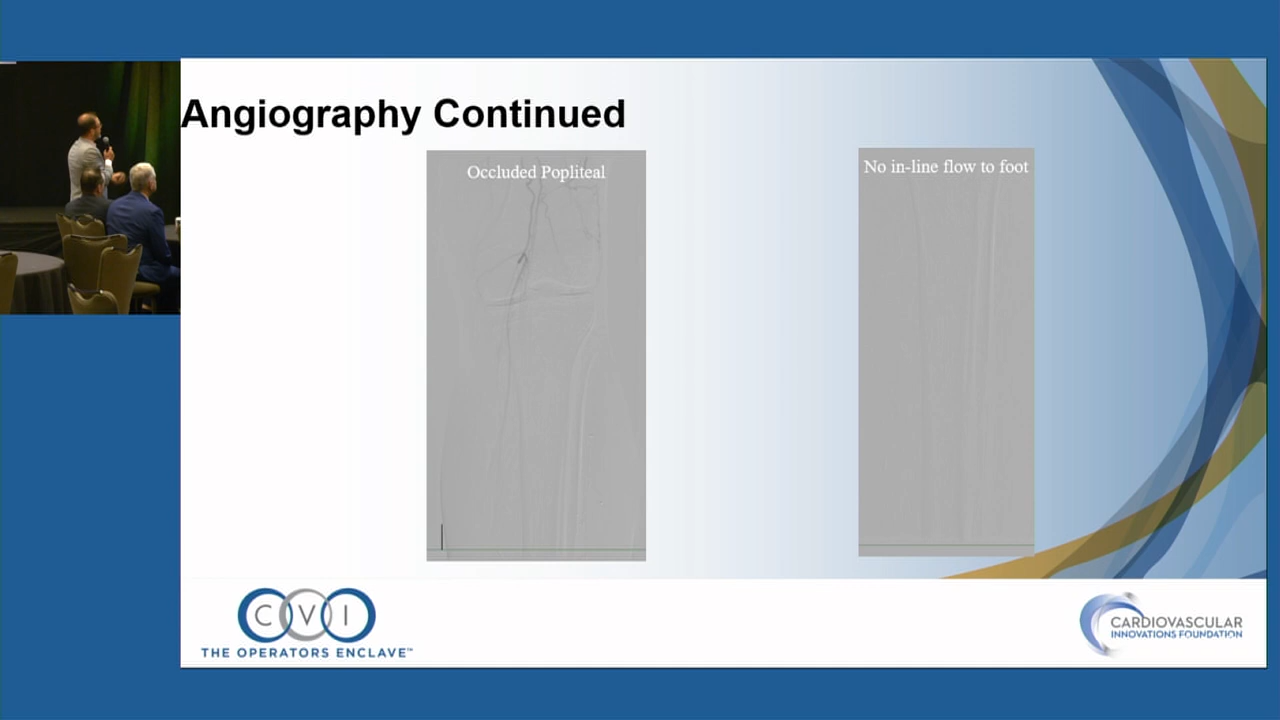 Angiography Continued
Occluded Popliteal
No in-line flow to foot
CVI
THE OPERATORS ENCLAVE™
CARDIOVASCULAR
INNOVATIONS FOUNDATION